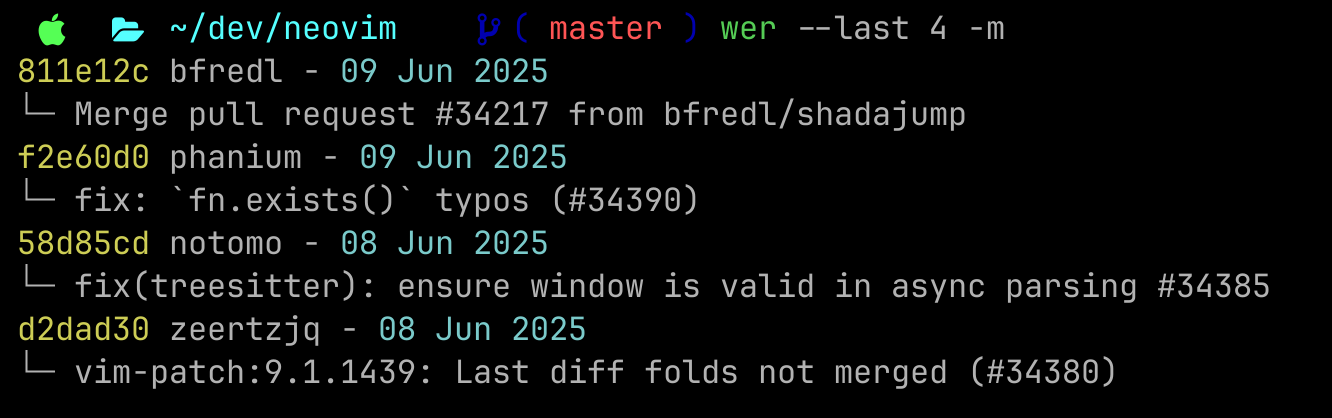 ~/dev/neovim ( master ) wer --last 4 -m
811e12c bfredl - 09 Jun 2025
└─ Merge pull request #34217 from bfredl/shadajump
f2e60d0 phanium - 09 Jun 2025
└─ fix: `fn.exists()` typos (#34390)
58d85cd notomo - 08 Jun 2025
└─ fix(treesitter): ensure window is valid in async parsing #34385
d2dad30 zeertzjq - 08 Jun 2025
└─ vim-patch:9.1.1439: Last diff folds not merged (#34380)